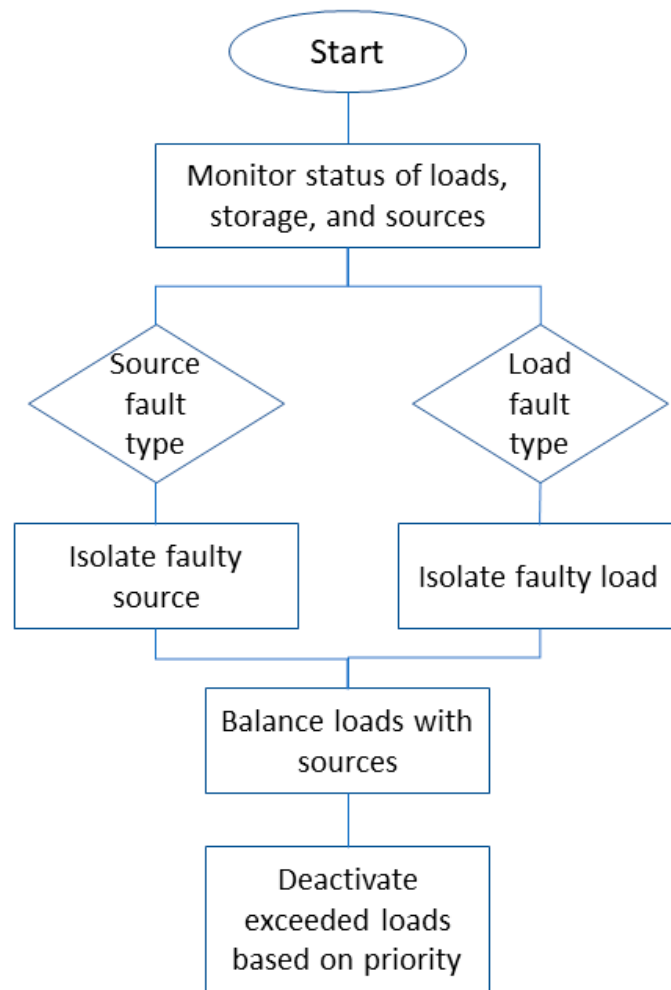 Start
Monitor status of loads,
storage, and sources
Source
fault
type
Load
fault
type
Isolate faulty
source
Isolate faulty load
Balance loads with
sources
Deactivate
exceeded loads
based on priority